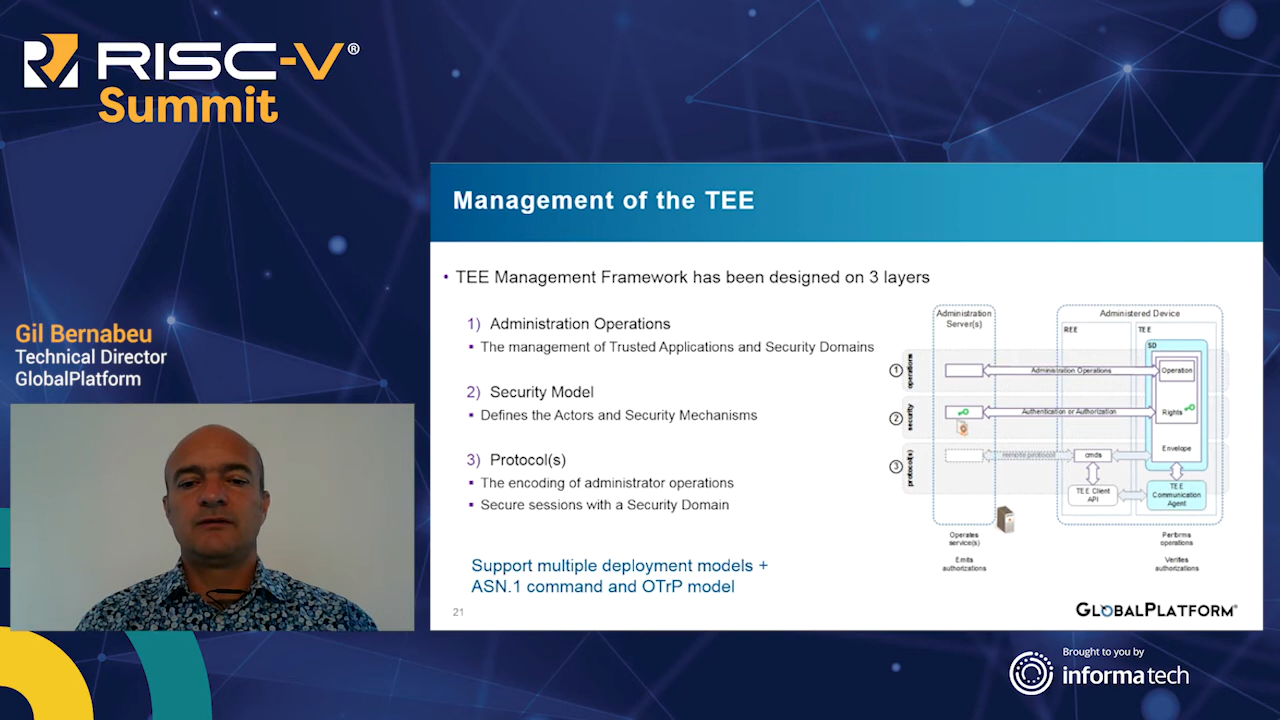 RISC-V®
Summit
Gil Bernabeu
Technical Director
GlobalPlatform
Management of the TEE
• TEE Management Framework has been designed on 3 layers
1) Administration Operations
▪ The management of Trusted Applications and Security Domains
2) Security Model
▪ Defines the Actors and Security Mechanisms
3) Protocol(s)
▪ The encoding of administrator operations
▪ Secure sessions with a Security Domain
Support multiple deployment models +
ASN.1 command and OTrP model
21
Administration
Server(s)
Administered Device
REE
TEE
SD
1
operations
Administration Operations
Operation
2
security
Authentication or Authorization
Rights
3
protocol(s)
remote protocol
cmds
Envelope
TEE Client
API
TEE
Communication
Agent
Operates
service(s)
Emits
authorizations
Performs
operations
Verifies
authorizations
GLOBALPLATFORM®
Brought to you by
informa tech